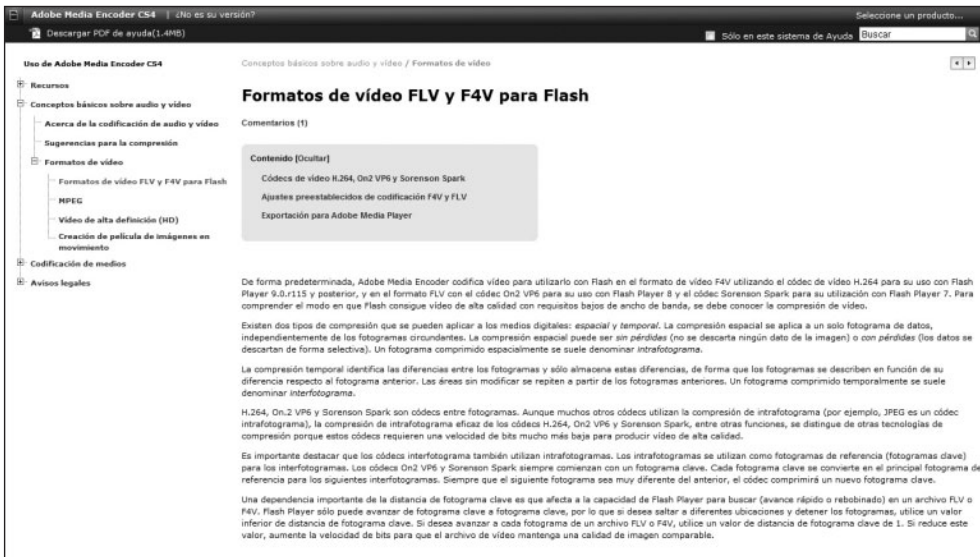 Adobe Media Encoder CS4 | ¿No es su versión?
Seleccione un producto...
Descargar PDF de ayuda(1.4MB)
Sólo en este sistema de Ayuda
Buscar
Uso de Adobe Media Encoder CS4
Recursos
Conceptos básicos sobre audio y vídeo
Acerca de la codificación de audio y vídeo
Sugerencias para la compresión
Formatos de vídeo
Formatos de vídeo FLV y F4V para Flash
MPEG
Vídeo de alta definición (HD)
Creación de película de imágenes en
movimiento
Codificación de medios
Avisos legales
Conceptos básicos sobre audio y vídeo / Formatos de vídeo
Formatos de vídeo FLV y F4V para Flash
Comentarios (1)
Contenido [Ocultar]
Códecs de vídeo H.264, On2 VP6 y Sorenson Spark
Ajustes preestablecidos de codificación F4V y FLV
Exportación para Adobe Media Player
De forma predeterminada, Adobe Media Encoder codifica vídeo para utilizarlo con Flash en el formato de vídeo F4V utilizando el códec de vídeo H.264 para su uso con Flash
Player 9.0.r115 y posterior, y en el formato FLV con el códec On2 VP6 para su uso con Flash Player 8 y el códec Sorenson Spark para su utilización con Flash Player 7. Para
comprender el modo en que Flash consigue vídeo de alta calidad con requisitos bajos de ancho de banda, se debe conocer la compresión de vídeo.
Existen dos tipos de compresión que se pueden aplicar a los medios digitales: espacial y temporal. La compresión espacial se aplica a un solo fotograma de datos,
independientemente de los fotogramas circundantes. La compresión espacial puede ser sin pérdidas (no se descarta ningún dato de la imagen) o con pérdidas (los datos se
descartan de forma selectiva). Un fotograma comprimido espacialmente se suele denominar intrafotograma.
La compresión temporal identifica las diferencias entre los fotogramas y sólo almacena estas diferencias, de forma que los fotogramas se describen en función de su
diferencia respecto al fotograma anterior. Las áreas sin modificar se repiten a partir de los fotogramas anteriores. Un fotograma comprimido temporalmente se suele
denominar interfotograma.
H.264, On.2 VP6 y Sorenson Spark son códecs entre fotogramas. Aunque muchos otros códecs utilizan la compresión de intrafotograma (por ejemplo, JPEG es un códec
intrafotograma), la compresión de intrafotograma eficaz de los códecs H.264, On2 VP6 y Sorenson Spark, entre otras funciones, se distingue de otras tecnologías de
compresión porque estos códecs requieren una velocidad de bits mucho más baja para producir vídeo de alta calidad.
Es importante destacar que los códecs interfotograma también utilizan intrafotogramas. Los intrafotogramas se utilizan como fotogramas de referencia (fotogramas clave)
para los interfotogramas. Los códecs On2 VP6 y Sorenson Spark siempre comienzan con un fotograma clave. Cada fotograma clave se convierte en el principal fotograma de
referencia para los siguientes interfotogramas. Siempre que el siguiente fotograma sea muy diferente del anterior, el códec comprimirá un nuevo fotograma clave.
Una dependencia importante de la distancia de fotograma clave es que afecta a la capacidad de Flash Player para buscar (avance rápido o rebobinado) en un archivo FLV o
F4V. Flash Player sólo puede avanzar de fotograma clave a fotograma clave, por lo que si desea saltar a diferentes ubicaciones y detener los fotogramas, utilice un valor
inferior de distancia de fotograma clave. Si desea avanzar a cada fotograma de un archivo FLV o F4V, utilice un valor de distancia de fotograma clave de 1. Si reduce este
valor, aumente la velocidad de bits para que el archivo de vídeo mantenga una calidad de imagen comparable.